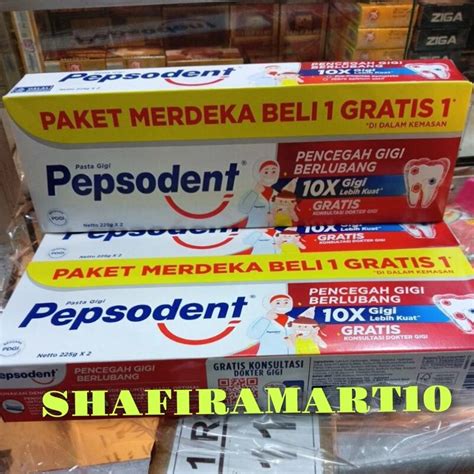 ZIGA
ZIGA
Pepsodent
10X Gigi
Lebih Kuat
PAKET MERDEKA BELI 1 GRATIS 1*
*DI DALAM KEMASAN
Pasta Gigi
Pepsodent
PENCEGAH GIGI
BERLUBANG
10X Gigi
Lebih Kuat*
GRATIS
KONSULTASI DOKTER GIGI
PDGI
Netto 225g X 2
PAKET MERDEKA BELI 1 GRATIS 1*
*DI DALAM KEMASAN
Pasta Gigi
Pepsodent
PENCEGAH GIGI
BERLUBANG
10X Gigi
Lebih Kuat*
GRATIS
KONSULTASI DOKTER GIGI
PDGI
Netto 225g X 2
Pepsodent
PENCEGAH GIGI
BERLUBANG
GRATIS KONSULTASI
DOKTER GIGI
SHAFIRAMART10